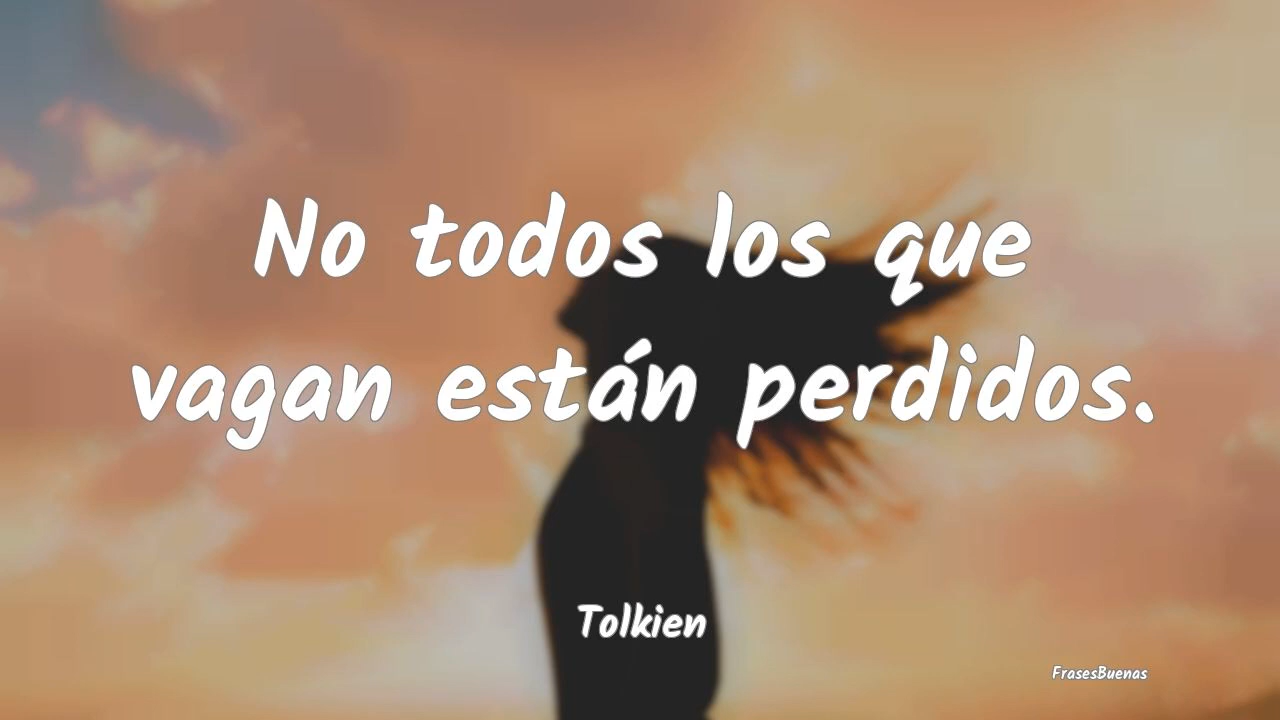 No todos los que
vagan están perdidos.
Tolkien
FrasesBuenas